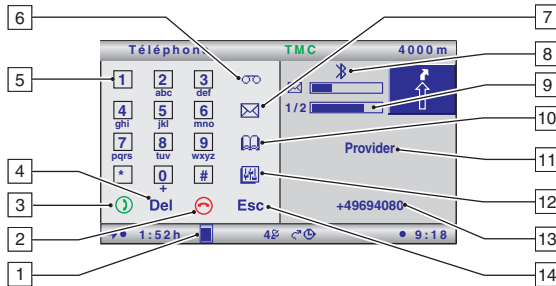 6
7
Téléphon TMC 4000m
8
5
1 2 3
abc def
1/2
9
4 5 6
ghi jkl mno
10
7 8 9
pqrs tuv wxyz
Provider
11
* 0 #
+
4
12
3
Del Esc
+49694080
13
2
1:52h 4 9:18
1
14